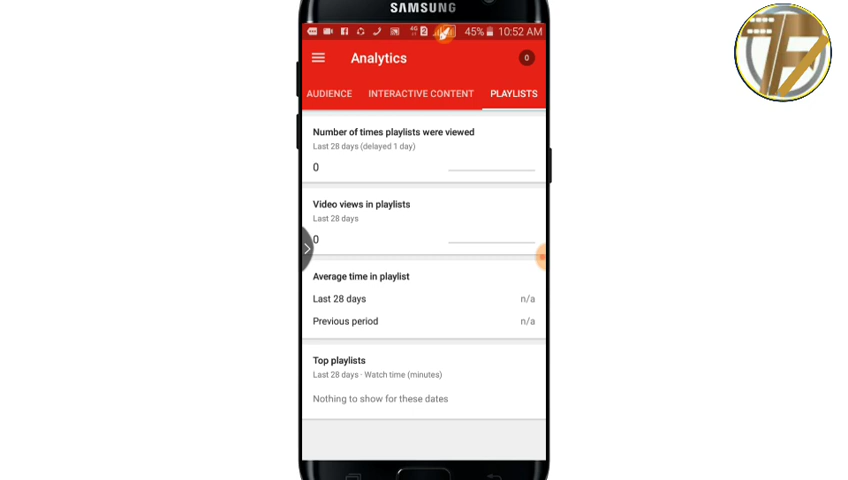 SAMSUNG
4G 2 45% 10:52 AM
Analytics
0
AUDIENCE INTERACTIVE CONTENT PLAYLISTS
Number of times playlists were viewed
Last 28 days (delayed 1 day)
0
Video views in playlists
Last 28 days
0
Average time in playlist
Last 28 days n/a
Previous period n/a
Top playlists
Last 28 days · Watch time (minutes)
Nothing to show for these dates